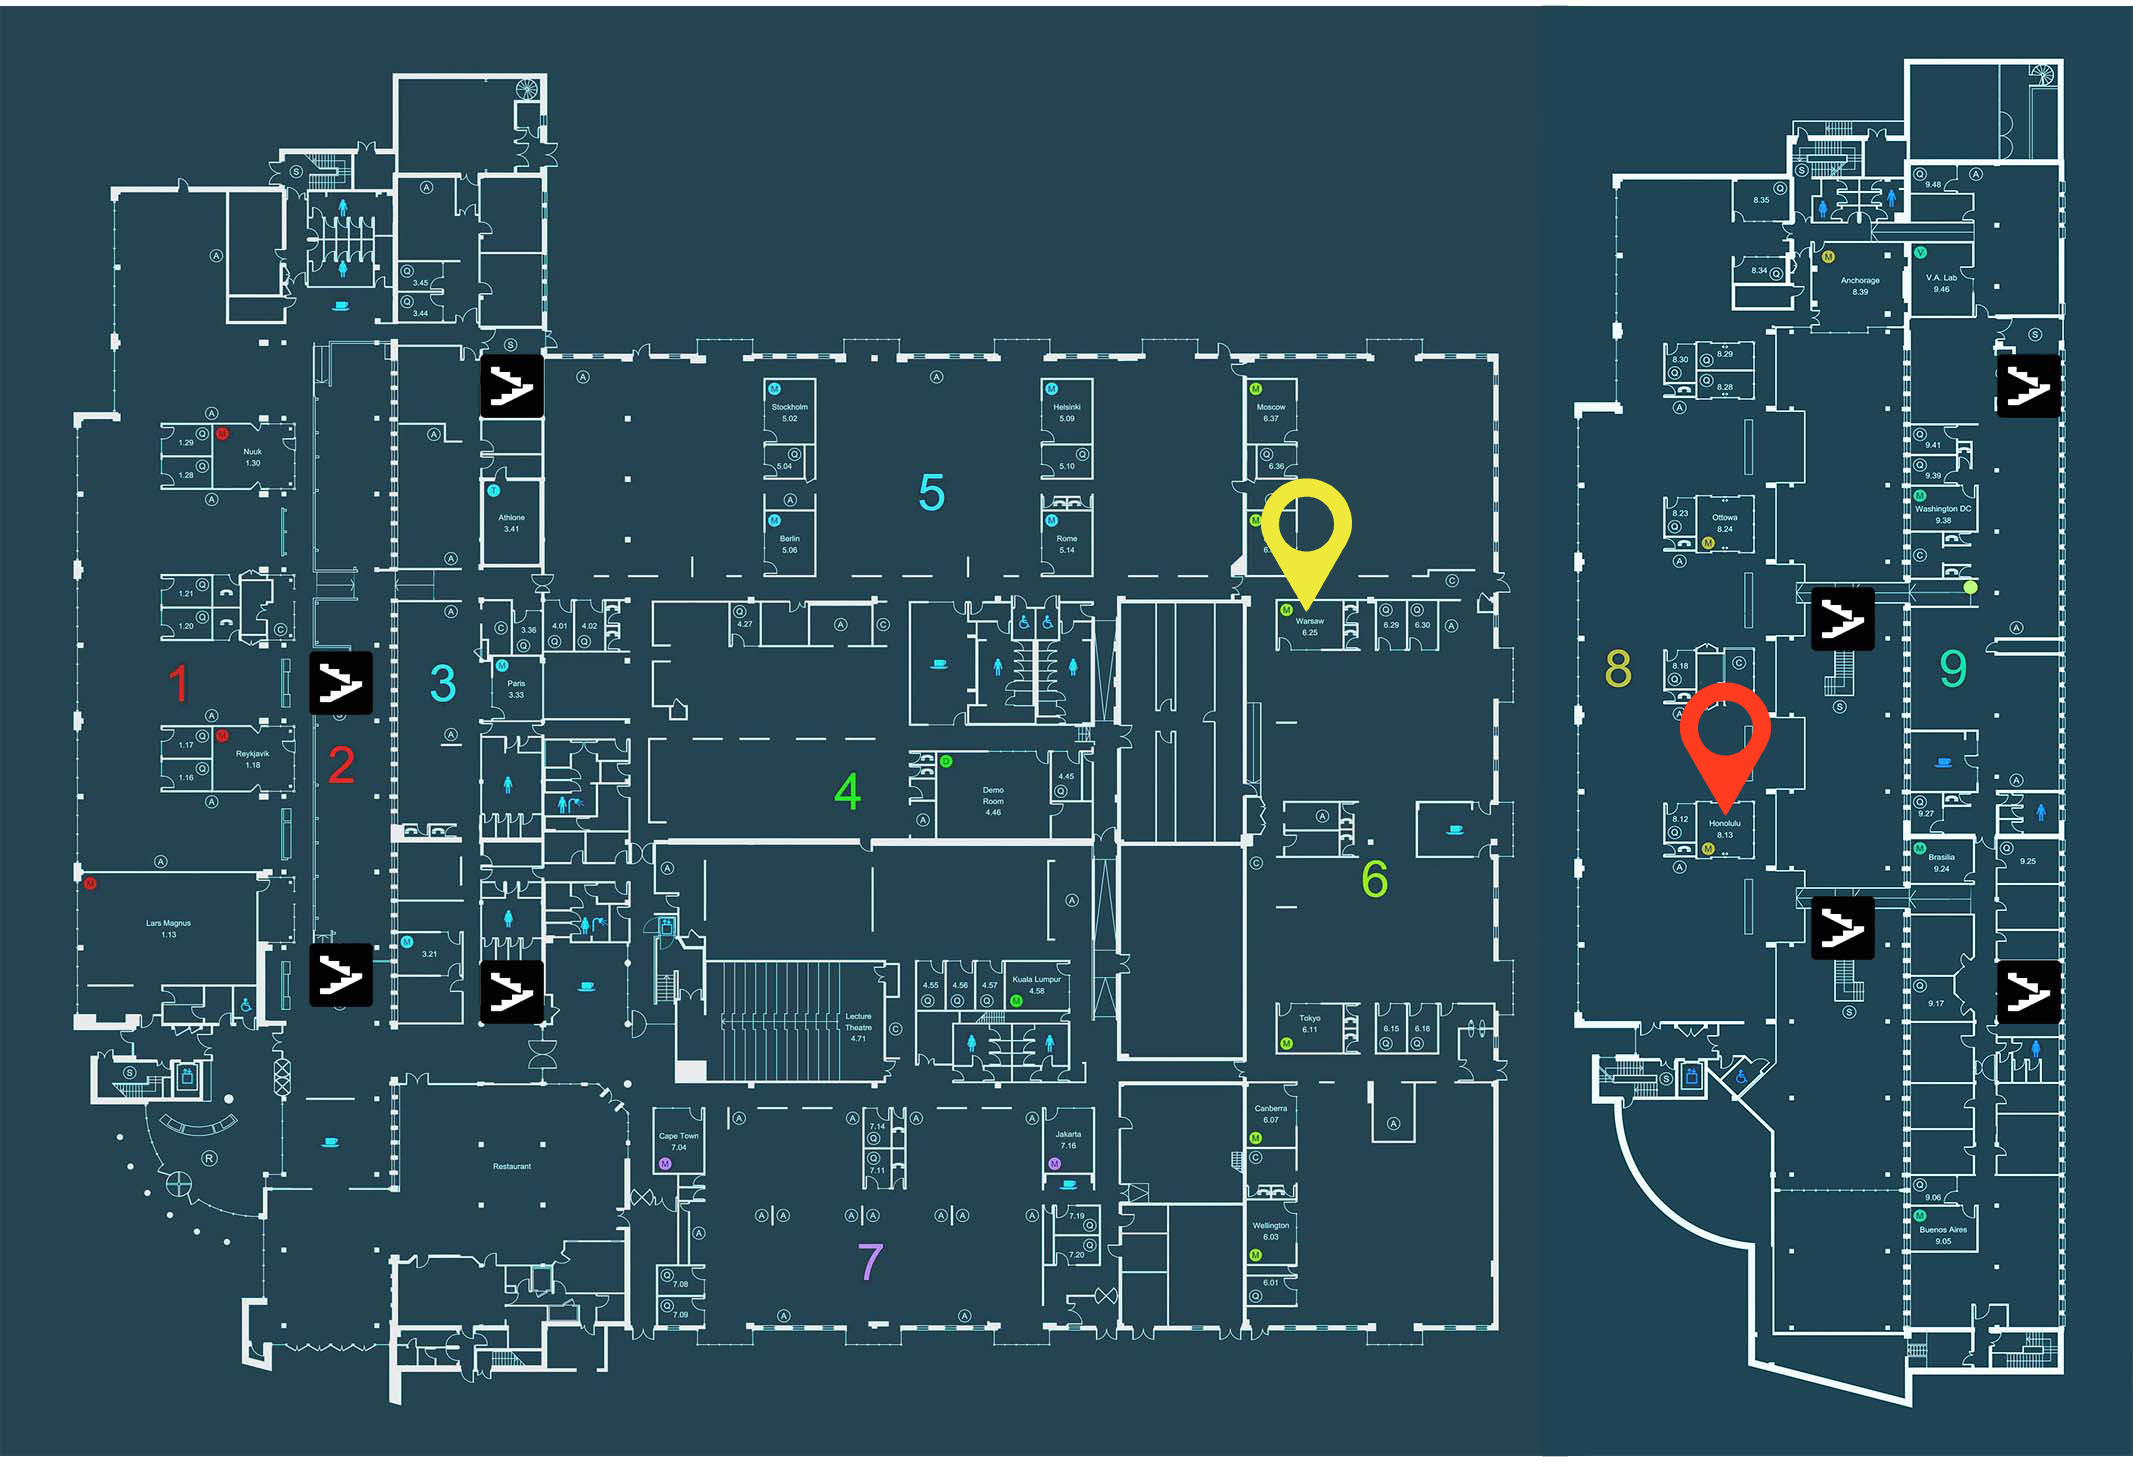 S
A
A
Q
3.45
Q
3.44
S
A
A
M
Nuuk
1.30
1.29
Q
1.28
Q
A
A
T
Athlone
3.41
A
1.21
Q
1.20
Q
C
A
C
3.36
Q
4.01
Q
4.02
Q
M
Paris
3.33
1
2
3
A
A
M
Reykjavik
1.18
1.17
Q
1.16
Q
A
A
M
Lars Magnus
1.13
M
3.21
S
R
Restaurant
A
A
M
Stockholm
5.02
5.04
Q
A
M
Berlin
5.06
5
M
Helsinki
5.09
Q
5.10
M
Rome
5.14
M
Moscow
6.37
Q
6.36
M
C
Q
4.27
A
C
M
Warsaw
6.25
Q
6.29
Q
6.30
A
4
D
Demo
Room
4.46
4.45
Q
A
A
A
C
A
6
4.55
Q
4.56
Q
4.57
Q
Kuala Lumpur
4.58
M
Lecture
Theatre
4.71
C
Tokyo
6.11
M
6.15
Q
6.16
Q
Cape Town
7.04
M
A
A
7.14
Q
Q
7.11
A
A
Jakarta
7.16
M
A
A
A
A
A
A
A
A
7.19
Q
Q
7.20
7
Q
7.08
Q
7.09
A
A
Canberra
6.07
M
C
Wellington
6.03
M
6.01
Q
A
S
Q
8.35
8.34
Q
M
Anchorage
8.39
Q
9.48
A
V
V.A. Lab
9.46
S
8.30
Q
8.29
Q
Q
8.28
A
8.23
Q
Ottowa
8.24
M
A
Q
9.41
Q
9.39
M
Washington DC
9.38
C
A
8
9
8.18
Q
C
S
8.12
Q
Honolulu
8.13
M
A
A
Q
9.27
M
Brasilia
9.24
Q
9.25
Q
9.17
S
S
Q
9.06
M
Buenos Aires
9.05